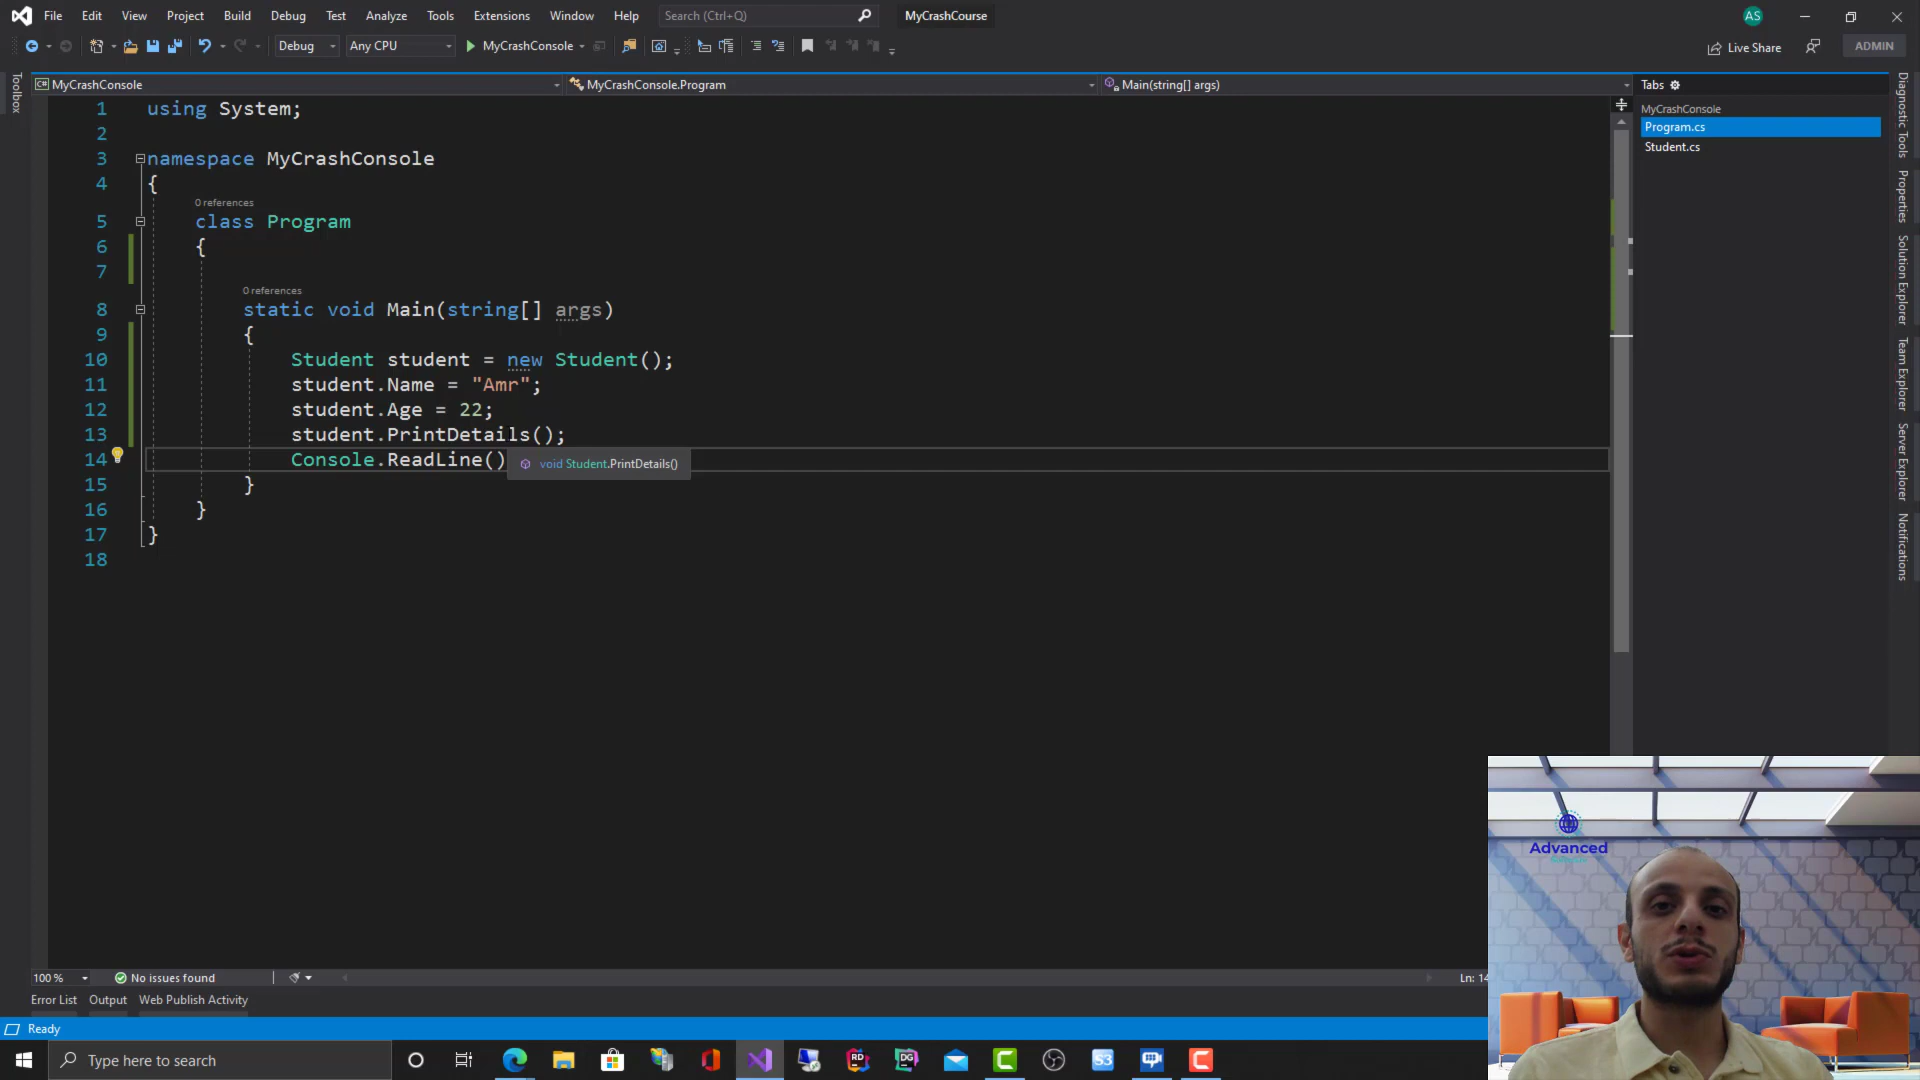 File Edit View Project Build Debug Test Analyze Tools Extensions Window Help Search (Ctrl+Q) MyCrashCourse AS
Debug Any CPU MyCrashConsole Live Share ADMIN
Toolbox
C# MyCrashConsole MyCrashConsole.Program Main(string[] args)
1 using System;
2
3 namespace MyCrashConsole
4 {
0 references
5 class Program
6 {
7
0 references
8 static void Main(string[] args)
9 {
10 Student student = new Student();
11 student.Name = "Amr";
12 student.Age = 22;
13 student.PrintDetails();
14 Console.ReadLine()
void Student.PrintDetails()
15 }
16 }
17 }
18
Tabs
MyCrashConsole
Program.cs
Student.cs
Diagnostic Tools
Properties
Solution Explorer
Team Explorer
Server Explorer
Notifications
Advanced
100 % No issues found Ln: 14
Error List Output Web Publish Activity
Ready
Type here to search
RD
DG
S3